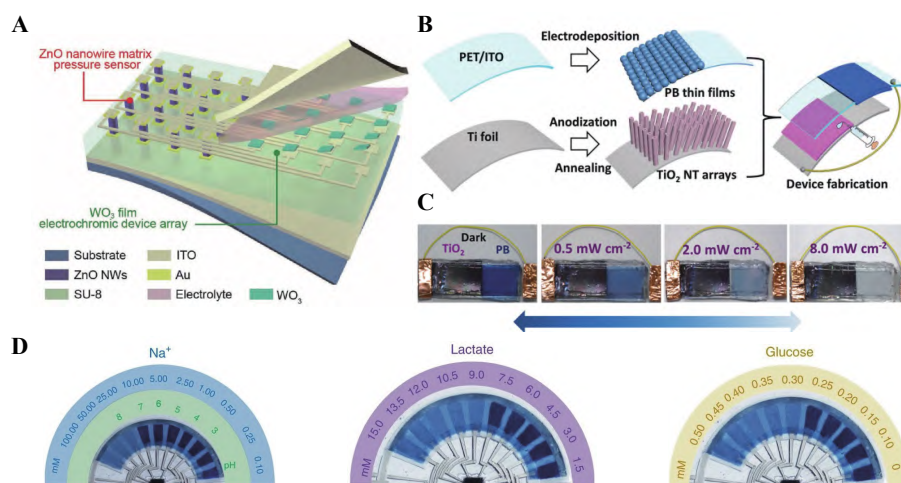 A
ZnO nanowire matrix
pressure sensor
WO₃ film
electrochromic device array
Substrate
ITO
ZnO NWs
Au
SU-8
Electrolyte
WO₃
B
PET/ITO
Electrodeposition
PB thin films
Ti foil
Anodization
Annealing
TiO₂ NT arrays
Device fabrication
C
Dark
TiO₂
PB
0.5 mW cm⁻²
2.0 mW cm⁻²
8.0 mW cm⁻²
D
Na⁺
mM 100.00 50.00 25.00 10.00 5.00 2.50 1.00 0.50 0.25 0.10
8 7 6 5 4 3 pH
Lactate
mM 15.0 13.5 12.0 10.5 9.0 7.5 6.0 4.5 3.0 1.5
Glucose
mM 0.50 0.45 0.40 0.35 0.30 0.25 0.20 0.15 0.10 0